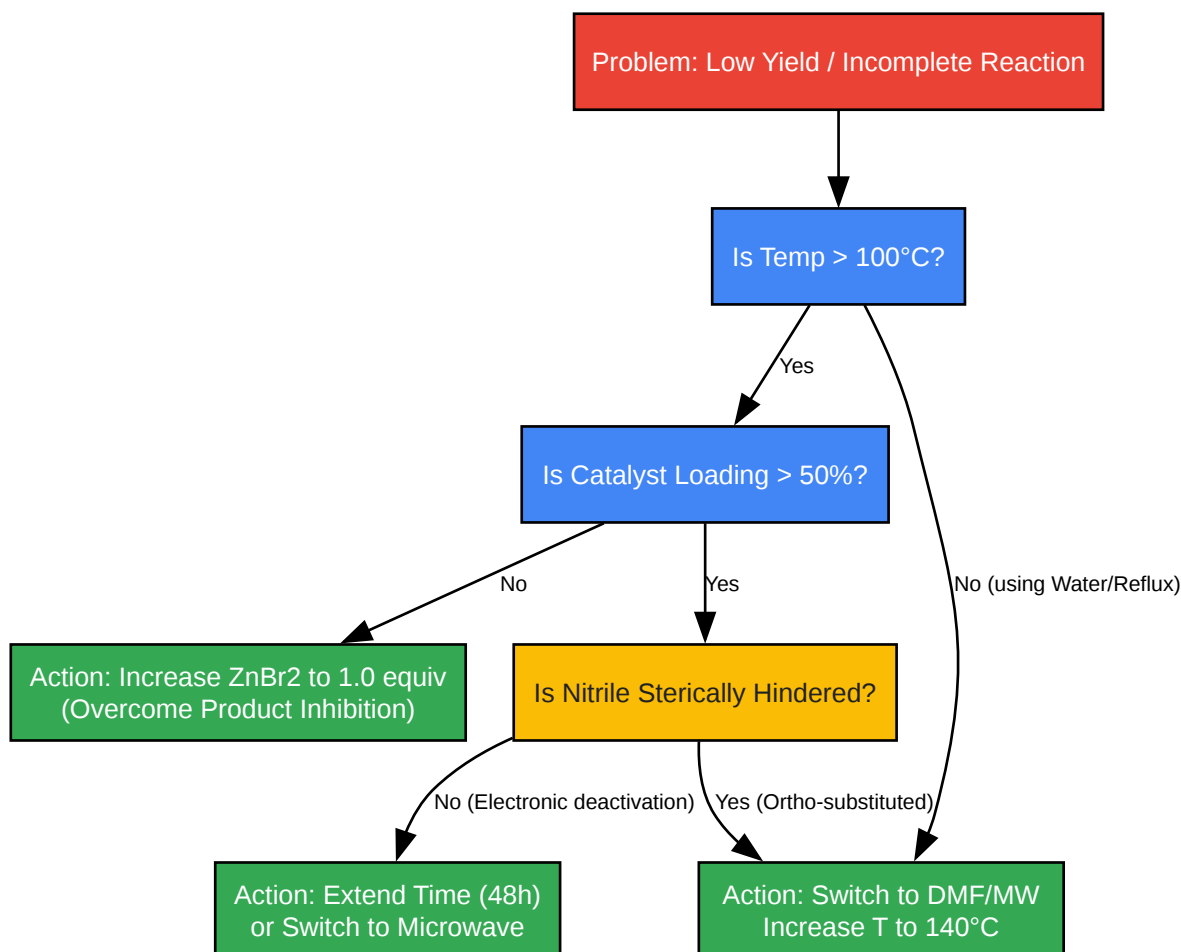 Problem: Low Yield / Incomplete Reaction
Is Temp > 100°C?
Yes
Is Catalyst Loading > 50%?
No
Yes
No (using Water/Reflux)
Action: Increase ZnBr2 to 1.0 equiv
(Overcome Product Inhibition)
Is Nitrile Sterically Hindered?
No (Electronic deactivation)
Yes (Ortho-substituted)
Action: Extend Time (48h)
or Switch to Microwave
Action: Switch to DMF/MW
Increase T to 140°C